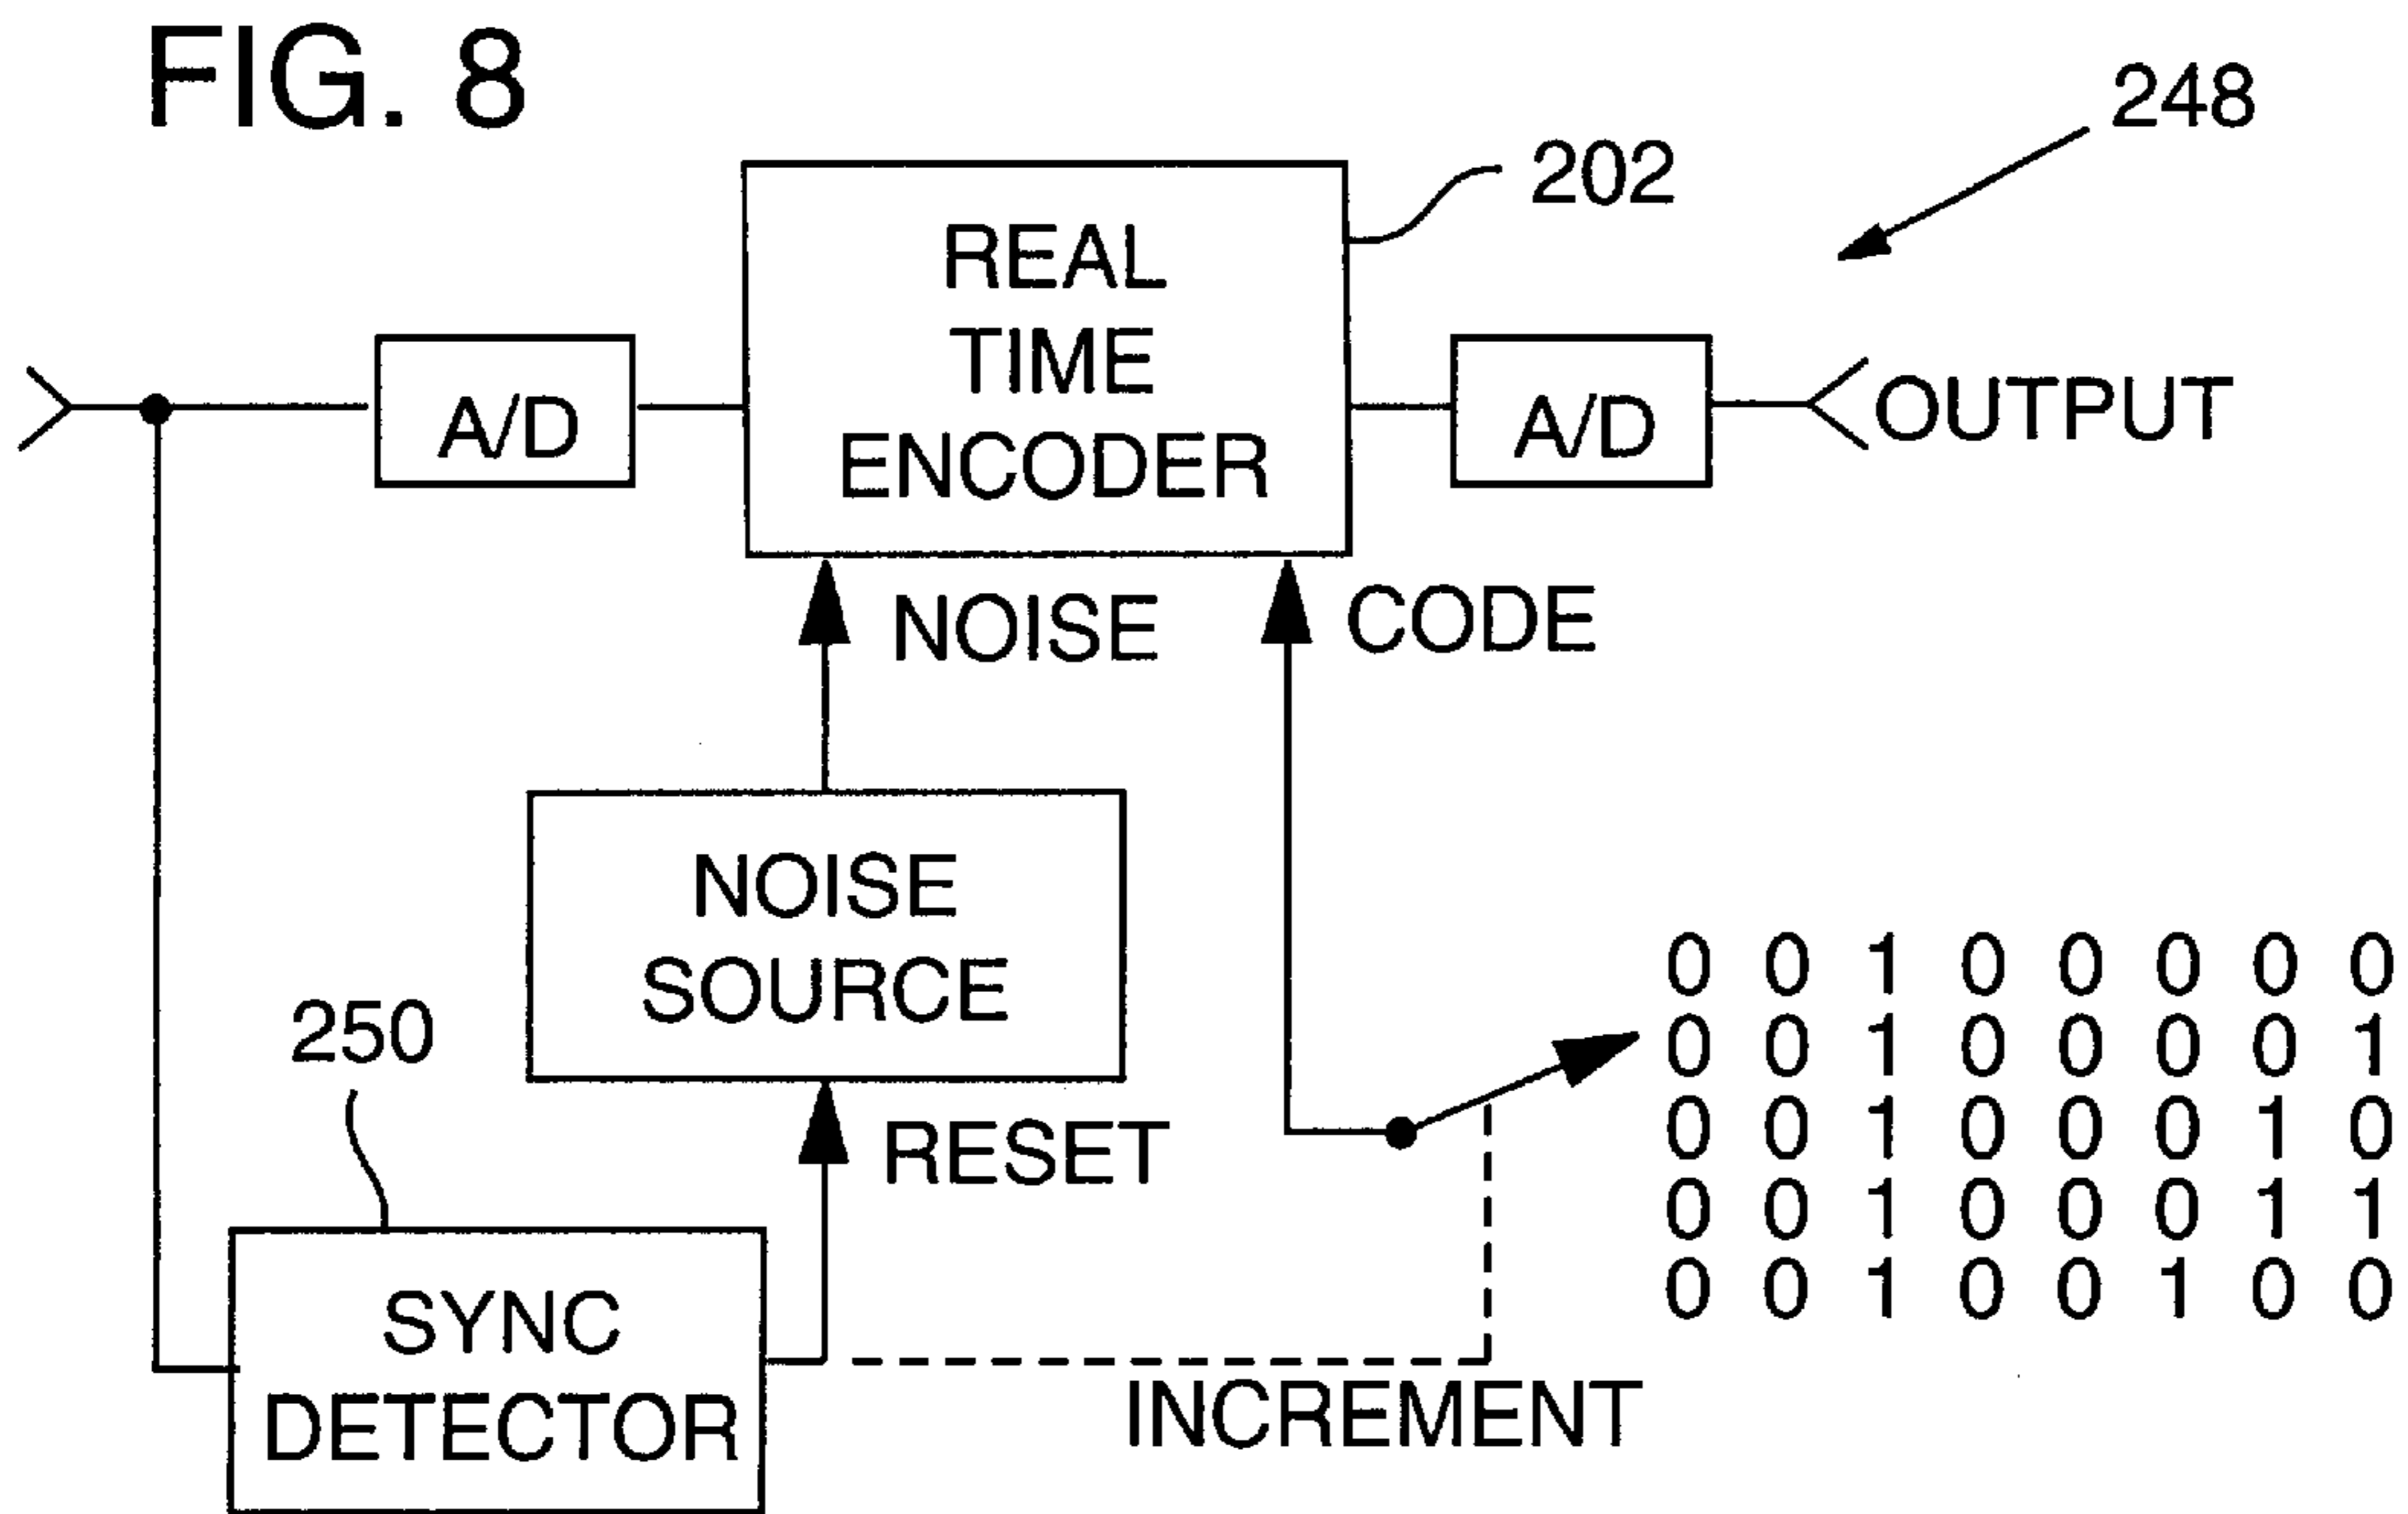 FIG. 8
248
202
REAL
TIME
ENCODER
A/D
A/D
OUTPUT
NOISE
CODE
NOISE
SOURCE
250
RESET
0 0 1 0 0 0 0 0
0 0 1 0 0 0 0 1
0 0 1 0 0 0 1 0
0 0 1 0 0 0 1 1
0 0 1 0 0 1 0 0
SYNC
DETECTOR
INCREMENT